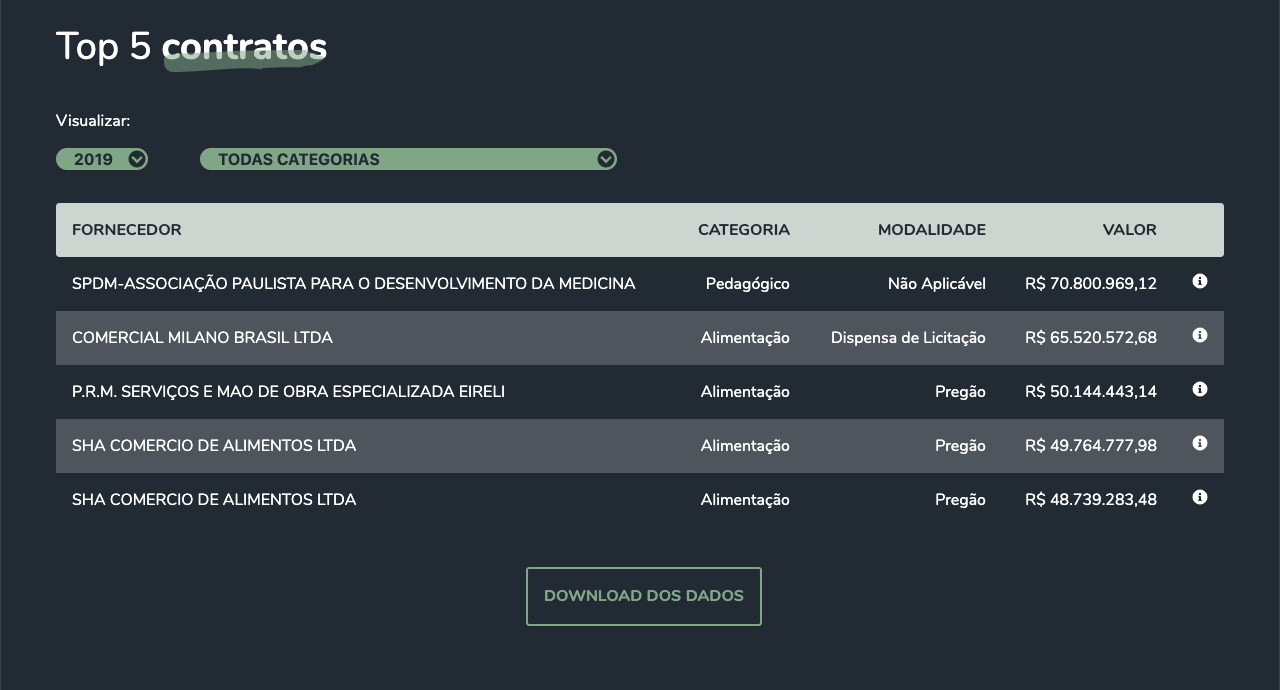 Top 5 contratos
Visualizar:
2019 TODAS CATEGORIAS
FORNECEDOR CATEGORIA MODALIDADE VALOR
SPDM-ASSOCIAÇÃO PAULISTA PARA O DESENVOLVIMENTO DA MEDICINA Pedagógico Não Aplicável R$ 70.800.969,12
COMERCIAL MILANO BRASIL LTDA Alimentação Dispensa de Licitação R$ 65.520.572,68
P.R.M. SERVIÇOS E MAO DE OBRA ESPECIALIZADA EIRELI Alimentação Pregão R$ 50.144.443,14
SHA COMERCIO DE ALIMENTOS LTDA Alimentação Pregão R$ 49.764.777,98
SHA COMERCIO DE ALIMENTOS LTDA Alimentação Pregão R$ 48.739.283,48
DOWNLOAD DOS DADOS